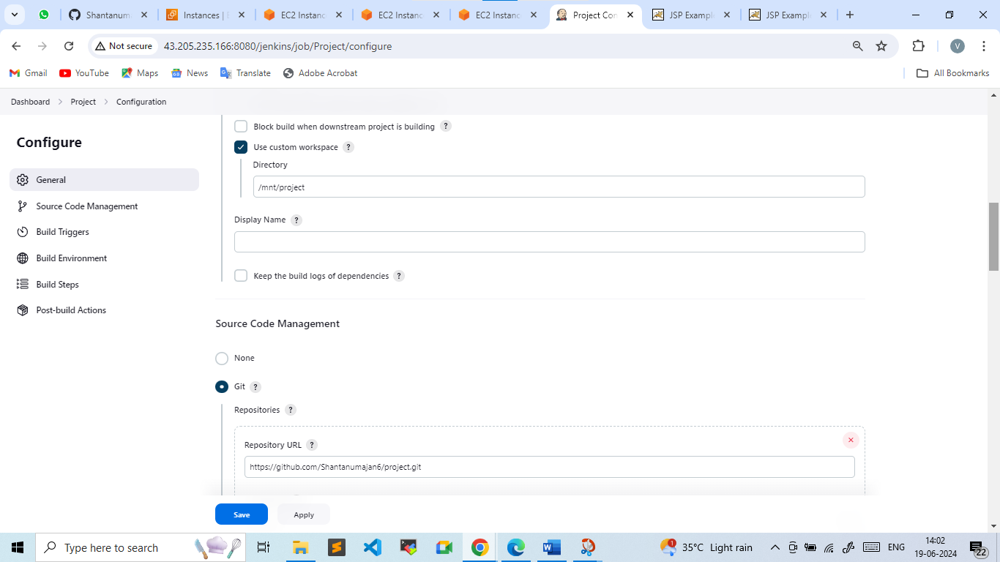 Shantanum
Instances | E
EC2 Instanc
EC2 Instanc
EC2 Instanc
Project Con
JSP Exampl
JSP Exampl
Not secure
43.205.235.166:8080/jenkins/job/Project/configure
V
Gmail
YouTube
Maps
News
Translate
Adobe Acrobat
All Bookmarks
Dashboard > Project > Configuration
Configure
General
Source Code Management
Build Triggers
Build Environment
Build Steps
Post-build Actions
Block build when downstream project is building ?
Use custom workspace ?
Directory
/mnt/project
Display Name ?
Keep the build logs of dependencies ?
Source Code Management
None
Git ?
Repositories ?
Repository URL ?
https://github.com/Shantanumajan6/project.git
Save
Apply
Type here to search
1
35°C Light rain
ENG
14:02
19-06-2024
22